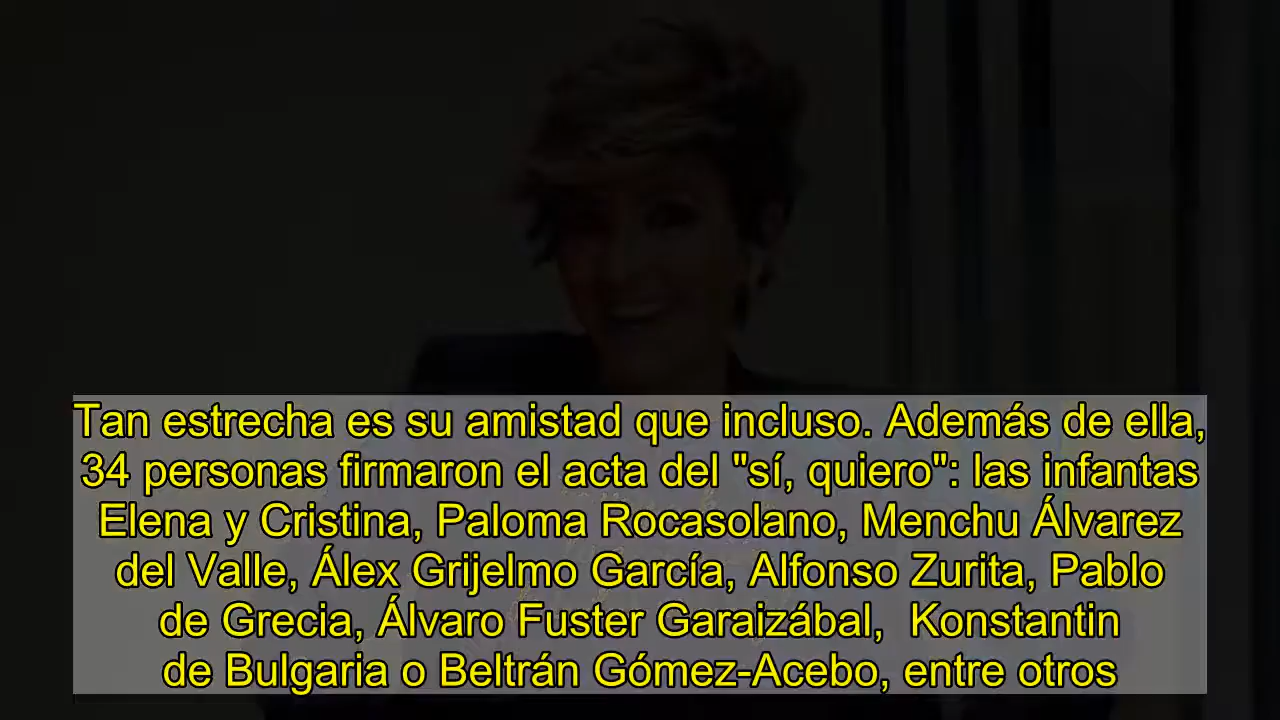 Tan estrecha es su amistad que incluso. Además de ella,
34 personas firmaron el acta del "sí, quiero": las infantas
Elena y Cristina, Paloma Rocasolano, Menchu Álvarez
del Valle, Álex Grijelmo García, Alfonso Zurita, Pablo
de Grecia, Álvaro Fuster Garaizábal,  Konstantin
de Bulgaria o Beltrán Gómez-Acebo, entre otros